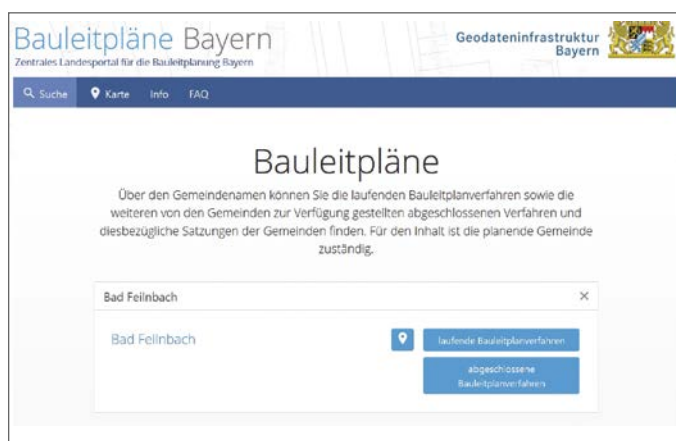 Bauleitpläne Bayern
Zentrales Landesportal für die Bauleitplanung Bayern
Geodateninfrastruktur
Bayern
Suche Karte Info FAQ
Bauleitpläne
Über den Gemeindenamen können Sie die laufenden Bauleitplanverfahren sowie die
weiteren von den Gemeinden zur Verfügung gestellten abgeschlossenen Verfahren und
diesbezügliche Satzungen der Gemeinden finden. Für den Inhalt ist die planende Gemeinde
zuständig.
Bad Feilnbach ×
Bad Feilnbach
laufende Bauleitplanverfahren
abgeschlossene
Bauleitplanverfahren